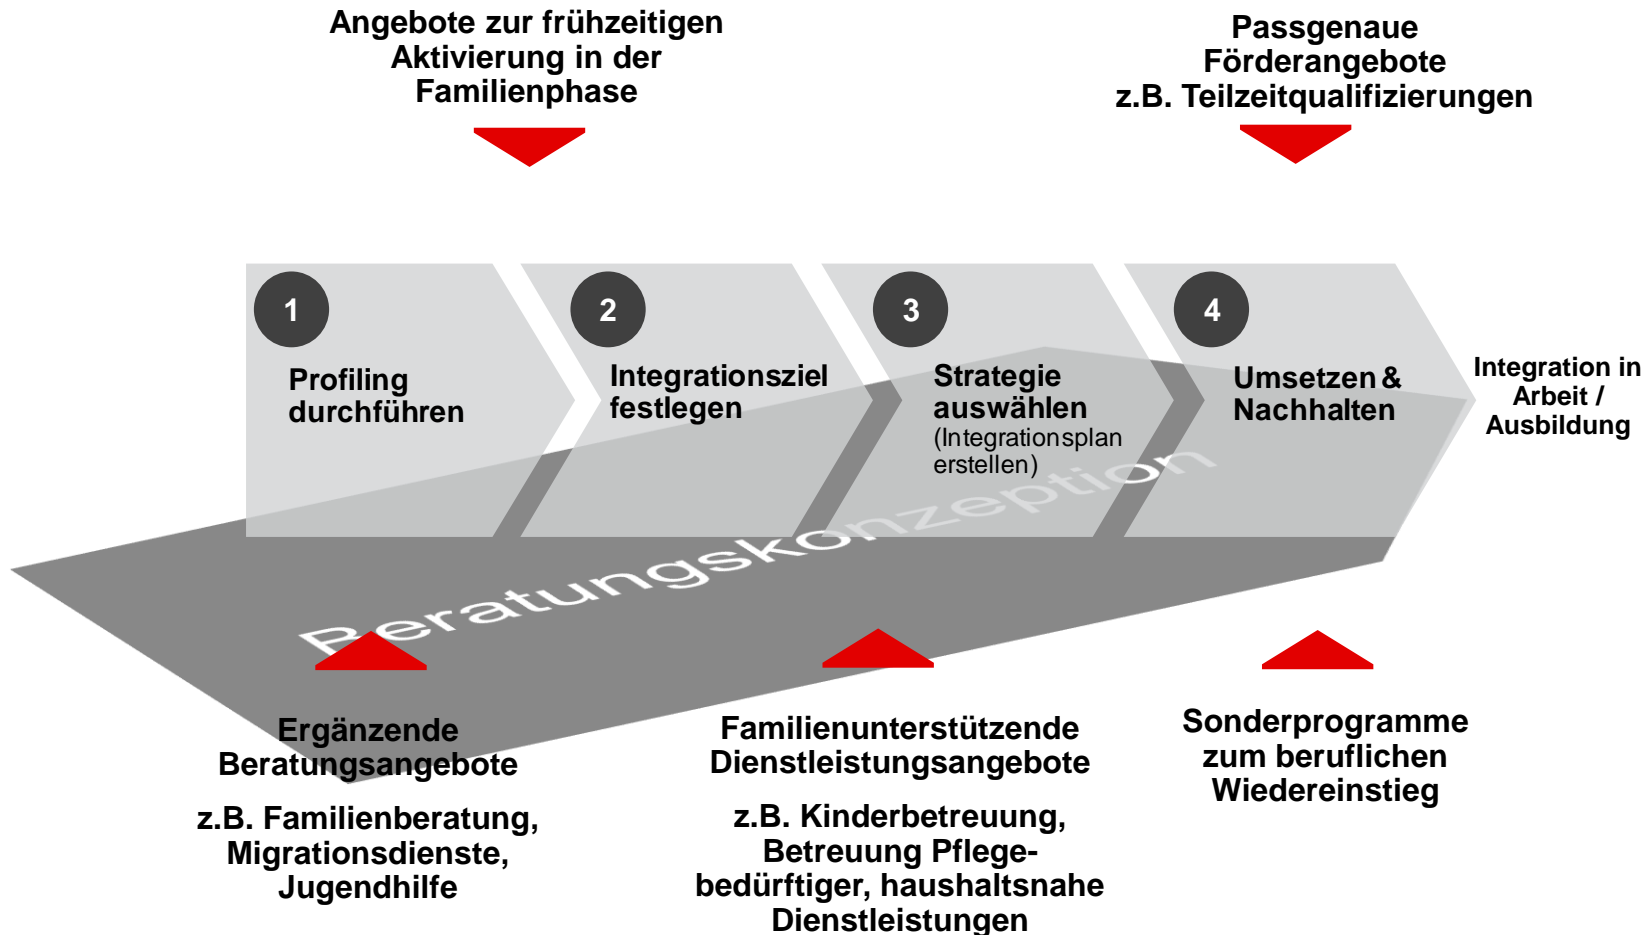 Angebote zur frühzeitigen
Aktivierung in der
Familienphase
Passgenaue
Förderangebote
z.B. Teilzeitqualifizierungen
1
Profiling
durchführen
2
Integrationsziel
festlegen
3
Strategie
auswählen
(Integrationsplan
erstellen)
4
Umsetzen &
Nachhalten
Integration in
Arbeit /
Ausbildung
Beratungskonzeption
Ergänzende
Beratungsangebote
z.B. Familienberatung,
Migrationsdienste,
Jugendhilfe
Familienunterstützende
Dienstleistungsangebote
z.B. Kinderbetreuung,
Betreuung Pflege-
bedürftiger, haushaltsnahe
Dienstleistungen
Sonderprogramme
zum beruflichen
Wiedereinstieg